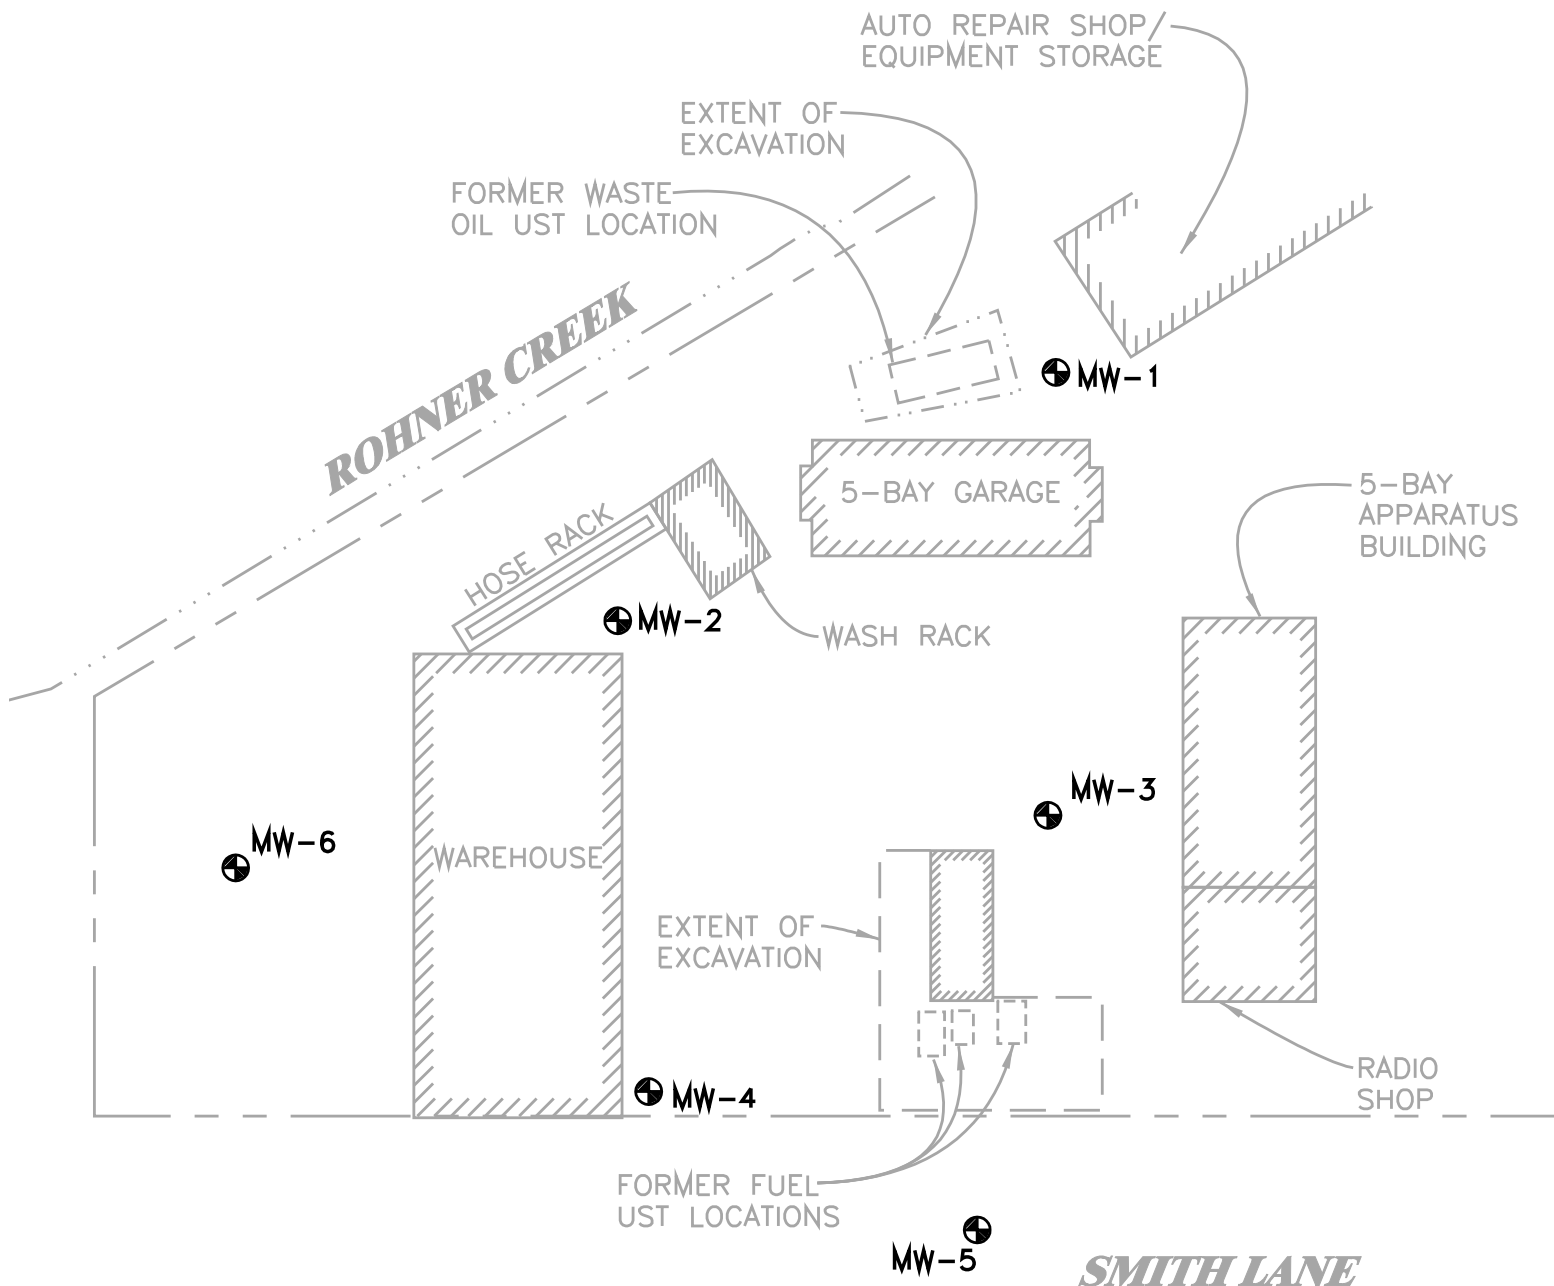 AUTO REPAIR SHOP/
EQUIPMENT STORAGE
EXTENT OF
EXCAVATION
FORMER WASTE
OIL UST LOCATION
ROHNER CREEK
MW-1
5-BAY GARAGE
5-BAY
APPARATUS
BUILDING
HOSE RACK
MW-2
WASH RACK
MW-3
MW-6
WAREHOUSE
EXTENT OF
EXCAVATION
MW-4
RADIO
SHOP
FORMER FUEL
UST LOCATIONS
MW-5
SMITH LANE